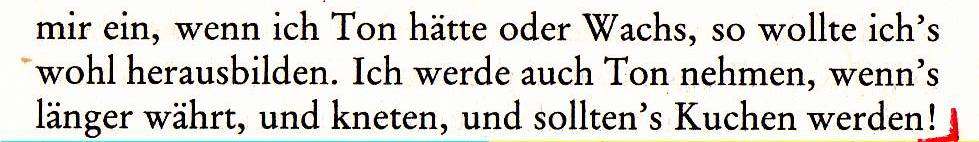 mir ein, wenn ich Ton hätte oder Wachs, so wollte ich’s
wohl herausbilden. Ich werde auch Ton nehmen, wenn’s
länger währt, und kneten, und sollten’s Kuchen werden!